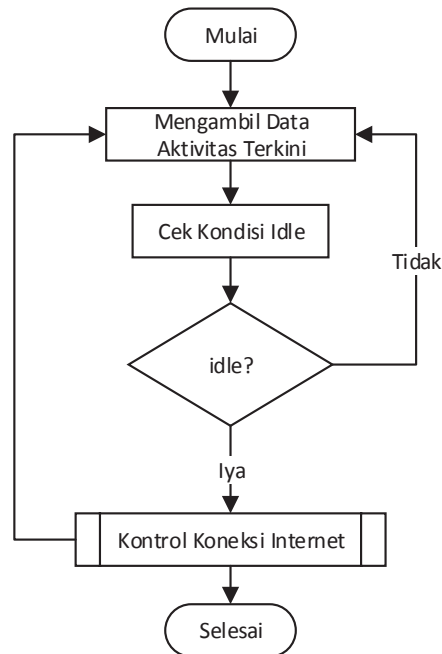 Mulai
Mengambil Data
Aktivitas Terkini
Cek Kondisi Idle
Tidak
idle?
Iya
Kontrol Koneksi Internet
Selesai